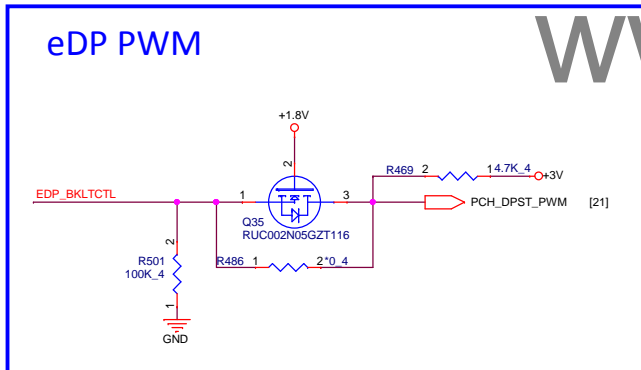 eDP PWM
+1.8V
2
R469 2 1 4.7K_4 +3V
EDP_BKLTCTL 1 3 PCH_DPST_PWM [21]
Q35
RUC002N05GZT116
2
R501
100K_4
1
R486 1 2 *0_4
GND